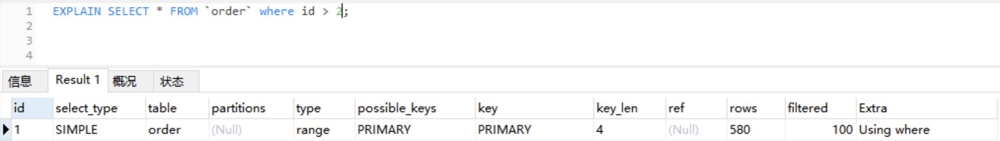 1 EXPLAIN SELECT * FROM `order` where id > 2;
2
3
4
信息 Result 1 概况 状态
id select_type table partitions type possible_keys key key_len ref rows filtered Extra
1 SIMPLE order (Null) range PRIMARY PRIMARY 4 (Null) 580 100 Using where